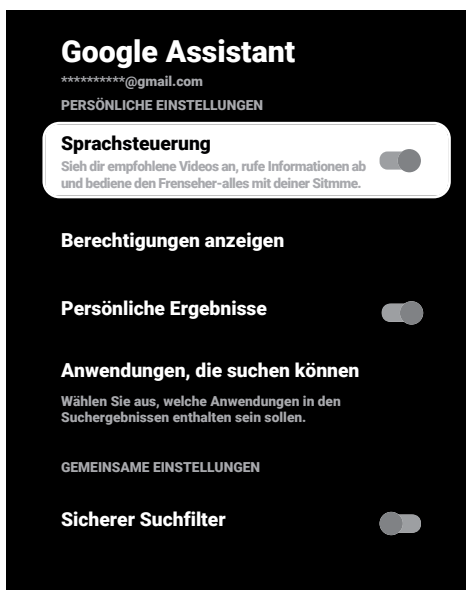 Google Assistant
**********@gmail.com
PERSÖNLICHE EINSTELLUNGEN
Sprachsteuerung
Sieh dir empfohlene Videos an, rufe Informationen ab
und bediene den Frenseher-alles mit deiner Sitmme.
Berechtigungen anzeigen
Persönliche Ergebnisse
Anwendungen, die suchen können
Wählen Sie aus, welche Anwendungen in den
Suchergebnissen enthalten sein sollen.
GEMEINSAME EINSTELLUNGEN
Sicherer Suchfilter